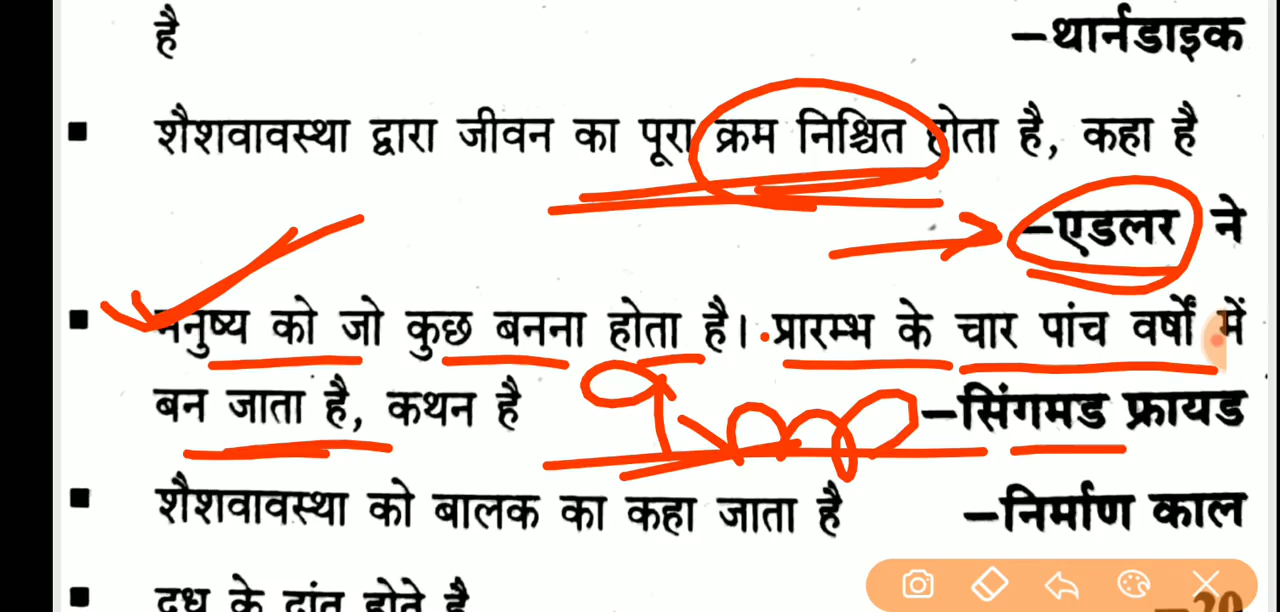 है –थार्नडाइक
▪ शैशवावस्था द्वारा जीवन का पूरा क्रम निश्चित होता है, कहा है
–एडलर ने
▪ मनुष्य को जो कुछ बनना होता है। प्रारम्भ के चार पांच वर्षों में
बन जाता है, कथन है –सिंगमड फ्रायड
▪ शैशवावस्था को बालक का कहा जाता है –निर्माण काल
▪ दूध के दांत होते है –20